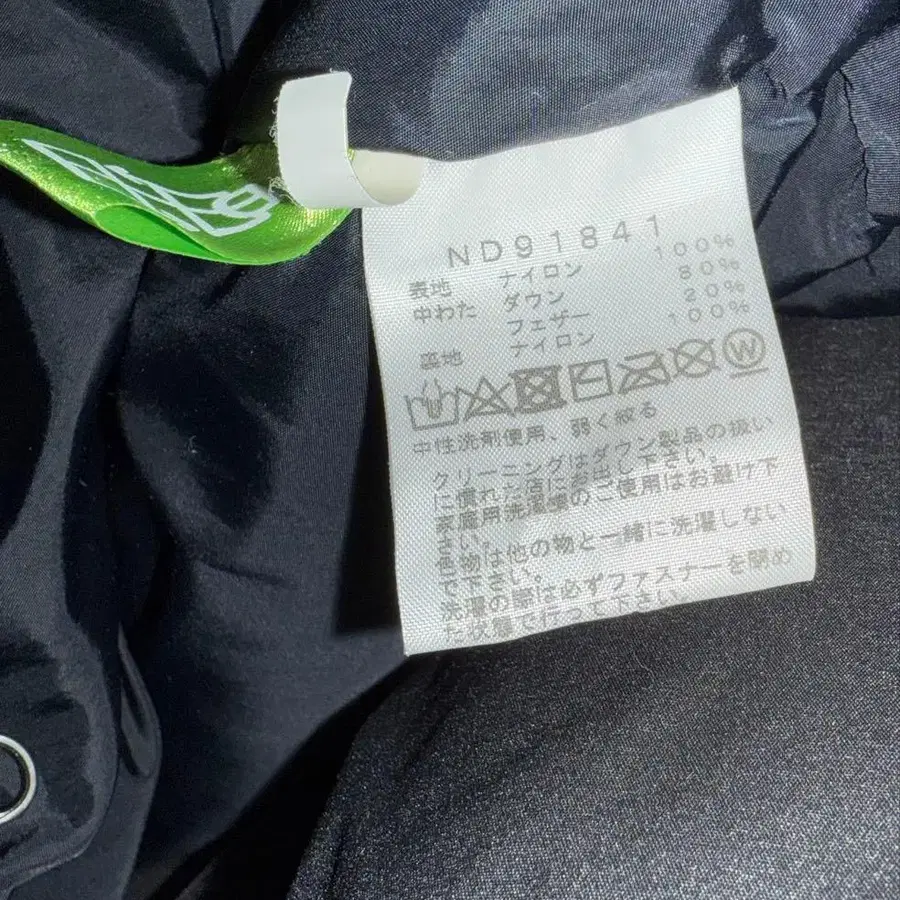 ND91841
表地 ナイロン 100%
中わた ダウン 80%
フェザー 20%
裏地 ナイロン 100%
W
中性洗剤使用、弱く絞る
クリーニングはダウン製品の扱い
に慣れた店にお出し下さい。
家庭用洗濯機のご使用はお避け下
さい。
色物は他の物と一緒に洗濯しない
で下さい。
洗濯の際は必ずファスナーを閉め
た状態で行って下さい。